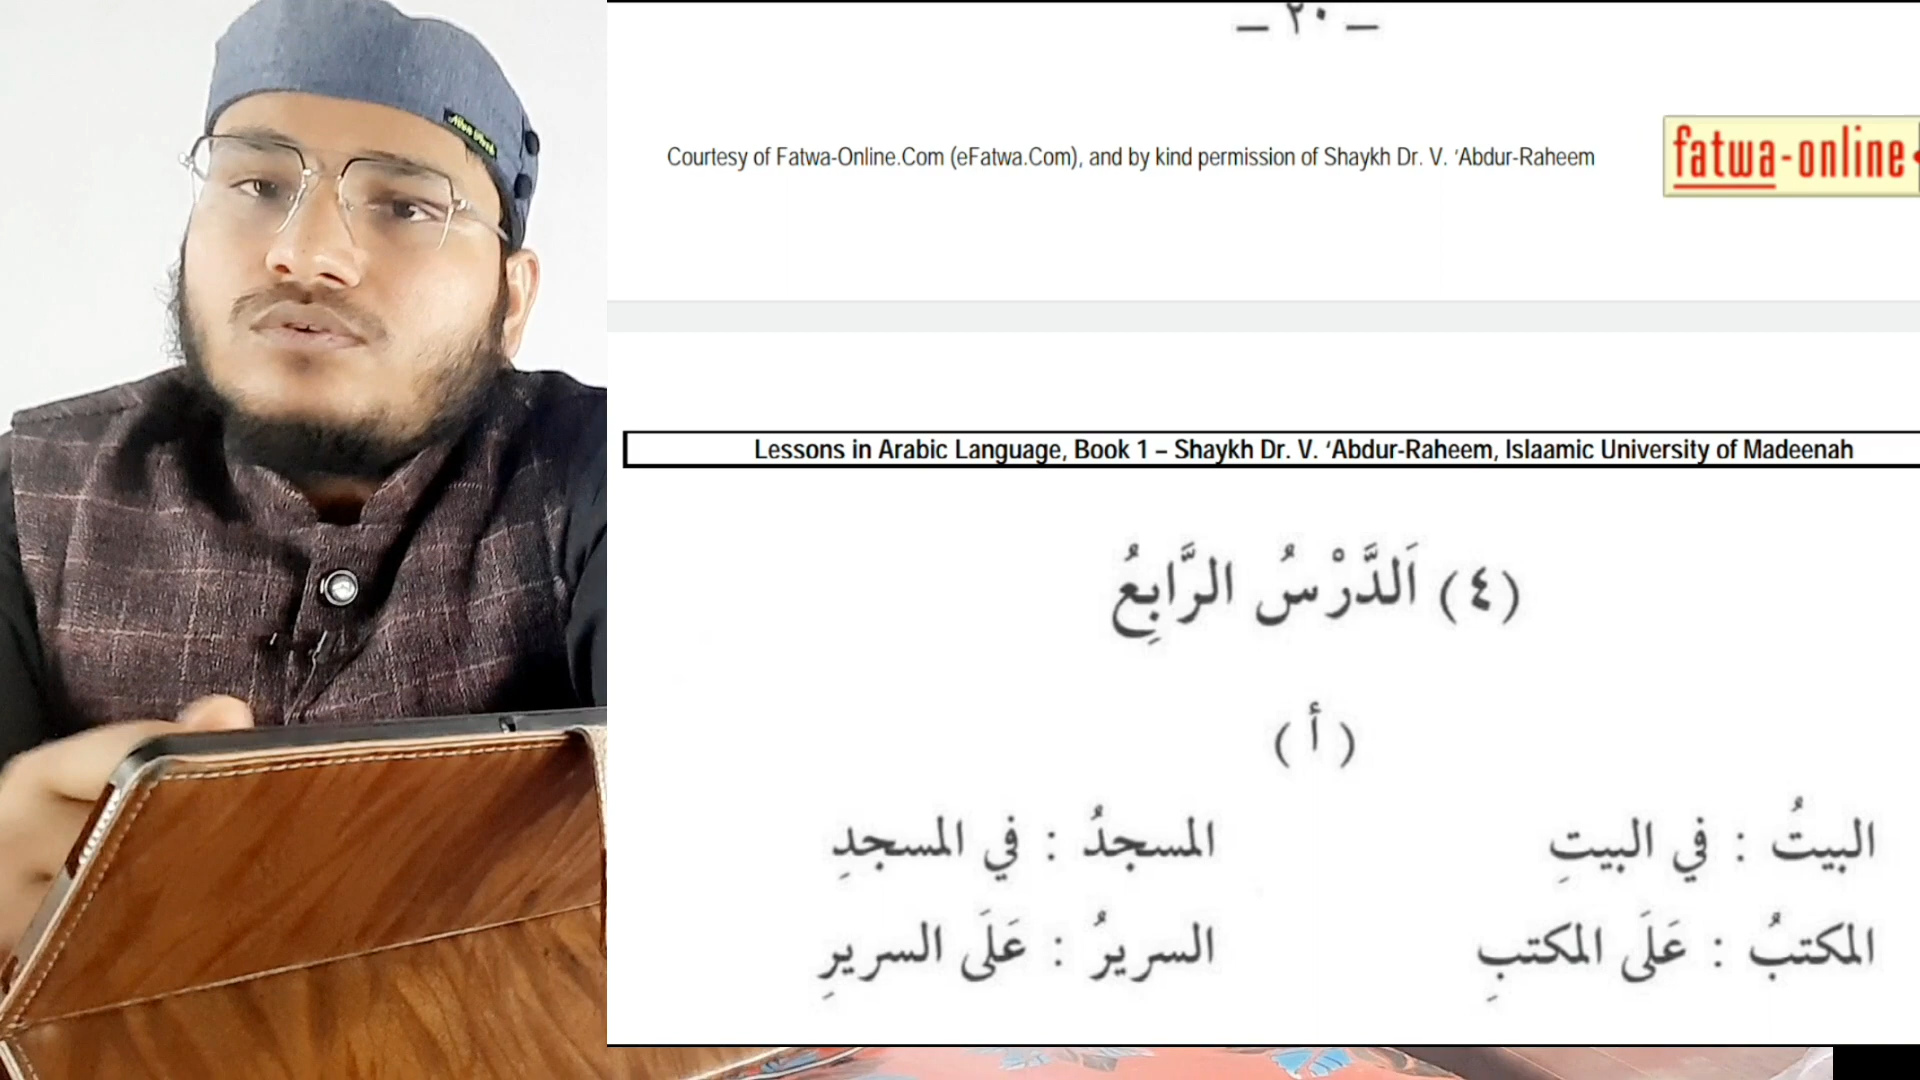 — ٢٠ —
Courtesy of Fatwa-Online.Com (eFatwa.Com), and by kind permission of Shaykh Dr. V. ‘Abdur-Raheem
fatwa-online
Lessons in Arabic Language, Book 1 – Shaykh Dr. V. ‘Abdur-Raheem, Islaamic University of Madeenah
(٤) اَلدَّرْسُ الرَّابِعُ
(أ)
البيتُ : في البيتِ المسجدُ : في المسجدِ
المكتبُ : عَلَى المكتبِ السريرُ : عَلَى السريرِ